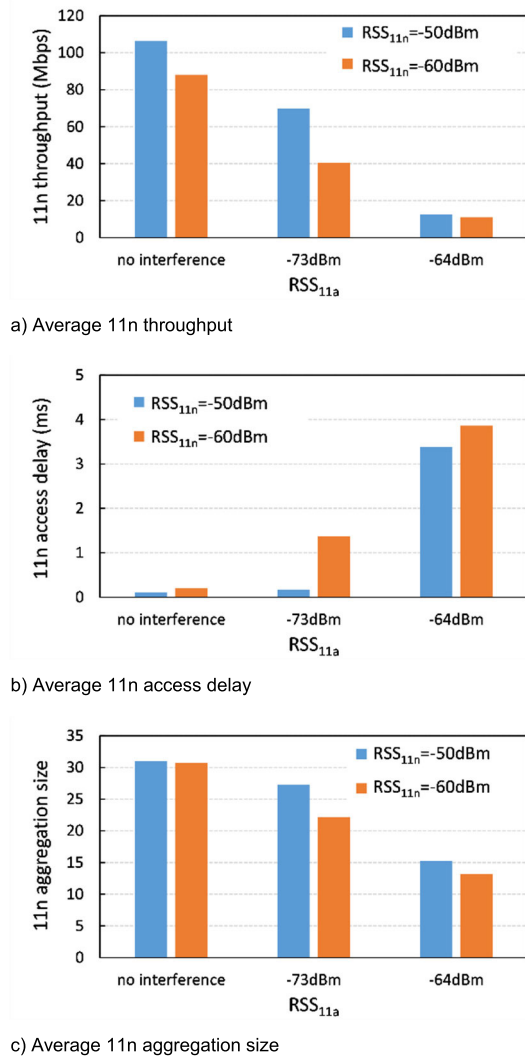 120
100
80
60
40
20
0
11n throughput (Mbps)
RSS11n=-50dBm
RSS11n=-60dBm
no interference -73dBm -64dBm
RSS11a
a) Average 11n throughput
5
4
3
2
1
0
11n access delay (ms)
RSS11n=-50dBm
RSS11n=-60dBm
no interference -73dBm -64dBm
RSS11a
b) Average 11n access delay
35
30
25
20
15
10
5
0
11n aggregation size
RSS11n=-50dBm
RSS11n=-60dBm
no interference -73dBm -64dBm
RSS11a
c) Average 11n aggregation size